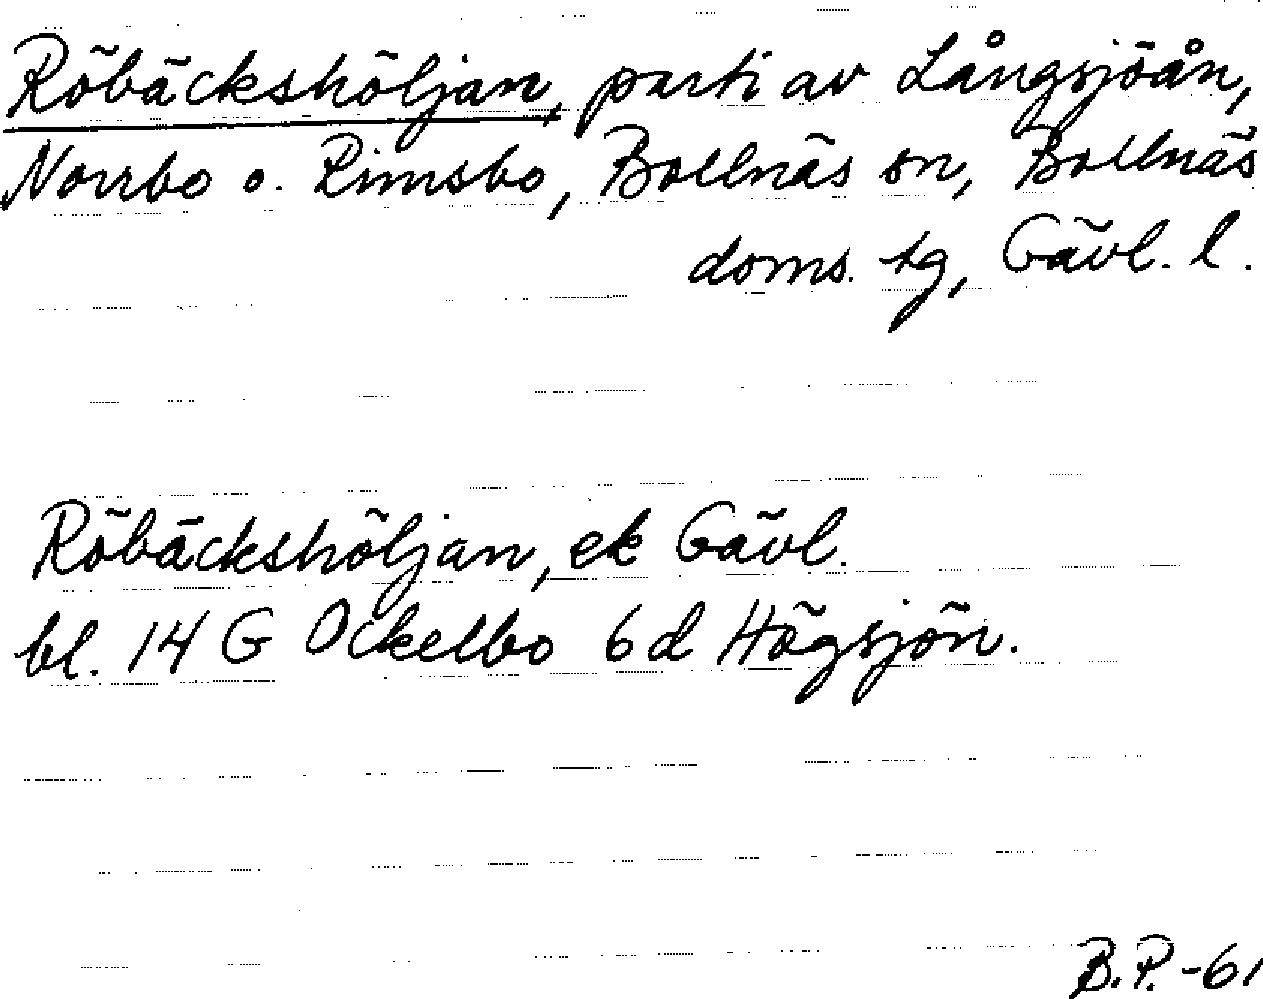 Röbäckshöljan, parti av Långsjöån,
Norrbo o. Rimsbo, Bollnäs sn, Bollnäs
doms. tg, Gävl. l.
Röbäckshöljan, ek Gävl.
bl. 14 G Ockelbo 6d Högsjön.
B.P.-61